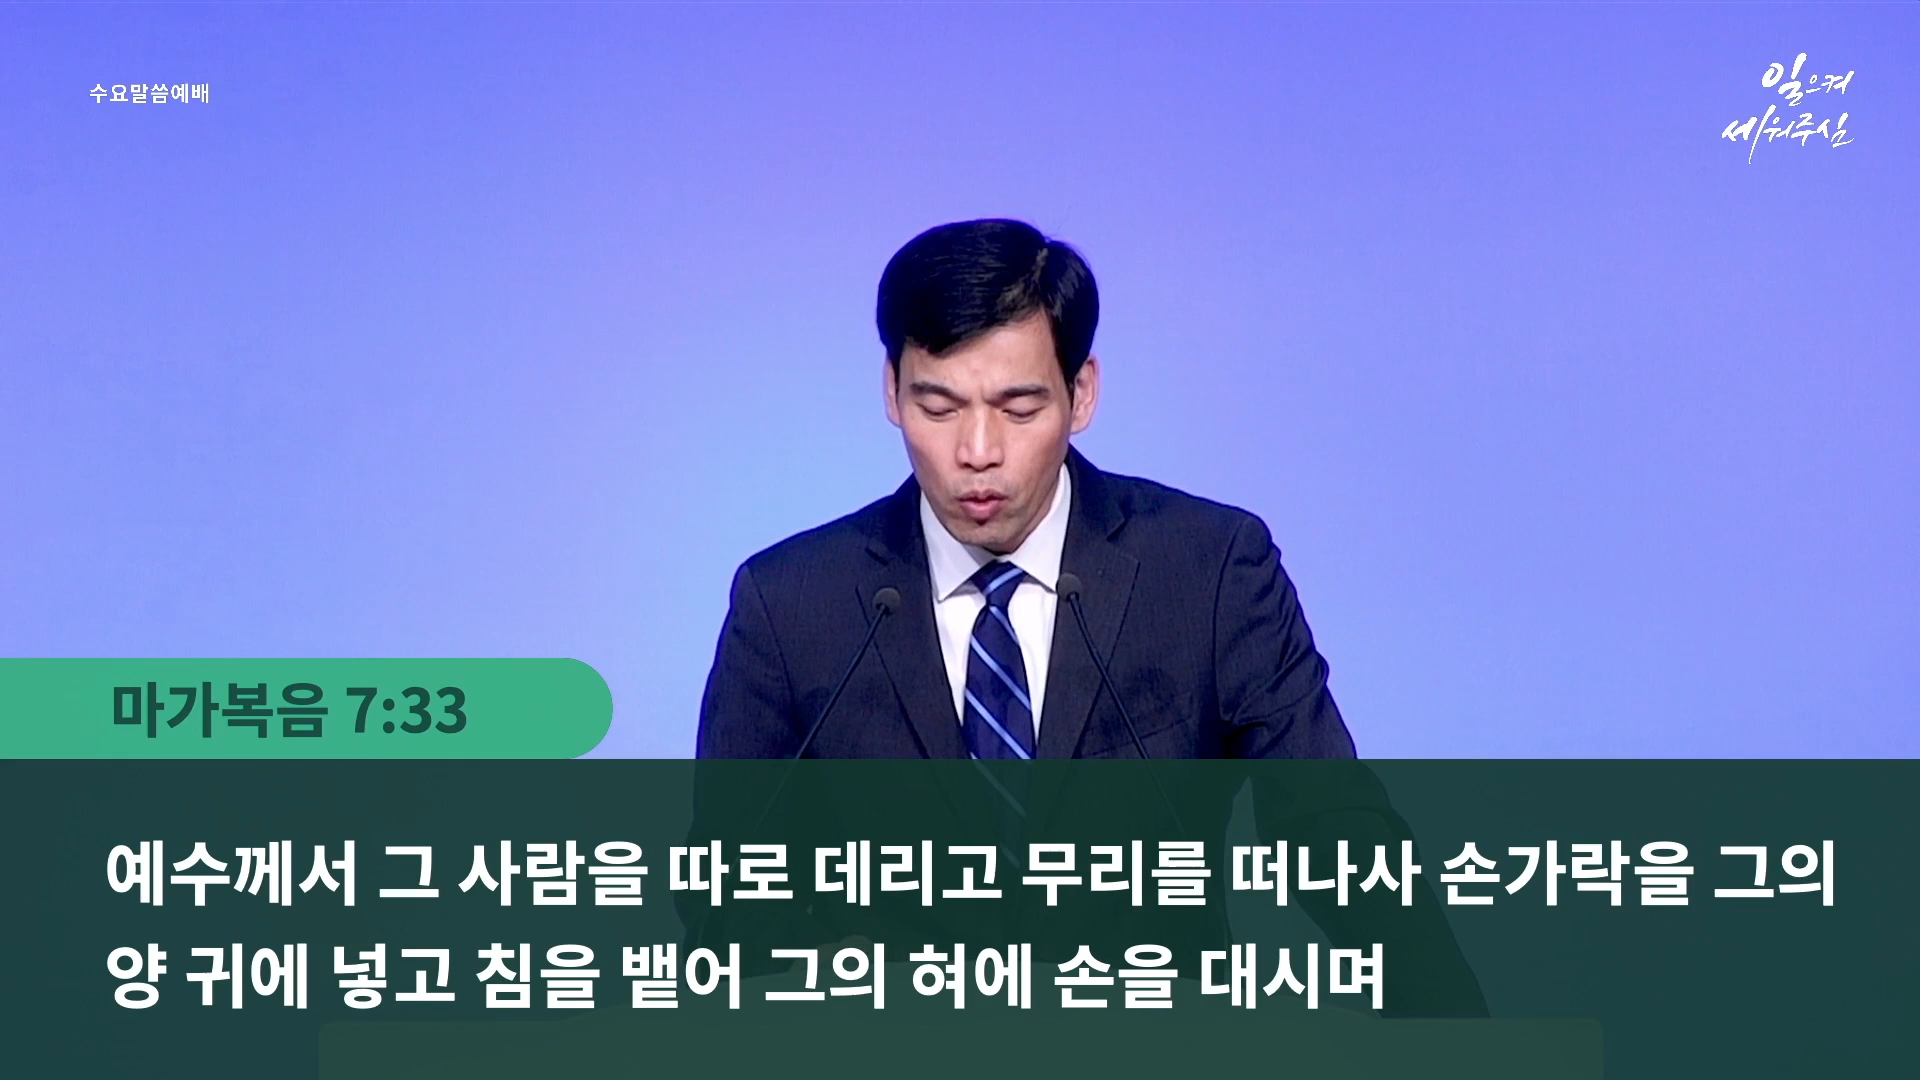 수요말씀예배
일으켜
세워주심
마가복음 7:33
예수께서 그 사람을 따로 데리고 무리를 떠나사 손가락을 그의
양 귀에 넣고 침을 뱉어 그의 혀에 손을 대시며